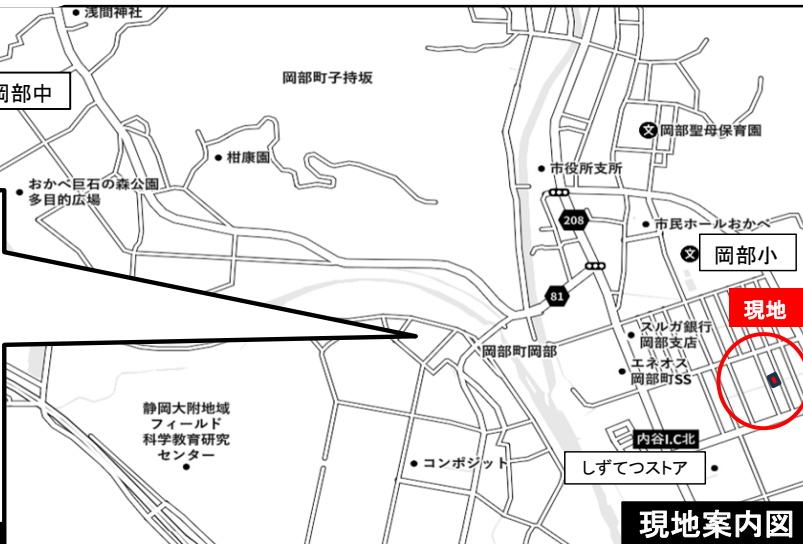 浅間神社
岡部中
岡部町子持坂
文
岡部聖母保育園
柑康園
市役所支所
おかべ巨石の森公園
多目的広場
208
市民ホールおかべ
文
岡部小
81
現地
スルガ銀行
岡部支店
岡部町岡部
エネオス
岡部町SS
静岡大附地域
フィールド
科学教育研究
センター
内谷I.C北
コンポジット
しずてつストア
現地案内図